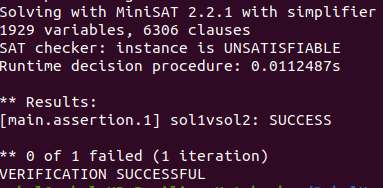 Solving with MiniSAT 2.2.1 with simplifier
1929 variables, 6306 clauses
SAT checker: instance is UNSATISFIABLE
Runtime decision procedure: 0.0112487s
** Results:
[main.assertion.1] sol1vsol2: SUCCESS
** 0 of 1 failed (1 iteration)
VERIFICATION SUCCESSFUL